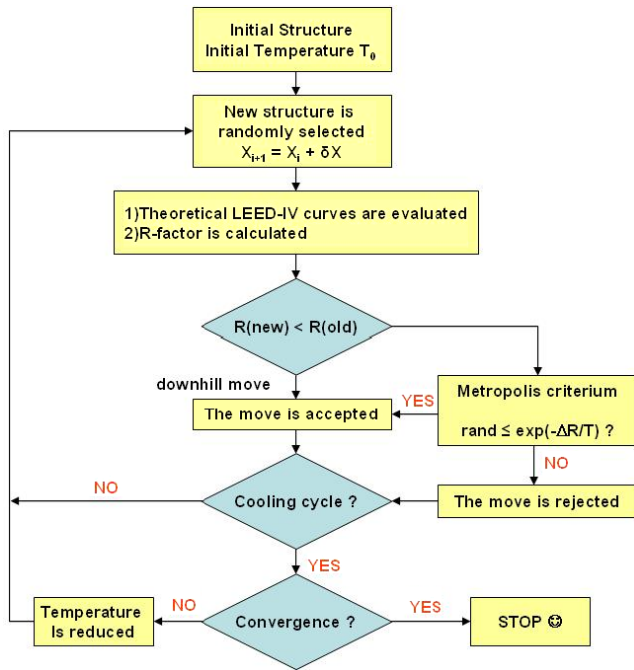 Initial Structure
Initial Temperature T₀
New structure is
randomly selected
Xᵢ₊₁ = Xᵢ + δX
1)Theoretical LEED-IV curves are evaluated
2)R-factor is calculated
R(new) < R(old)
downhill move
The move is accepted
YES
Metropolis criterium
rand ≤ exp(-ΔR/T) ?
NO
The move is rejected
Cooling cycle ?
NO
YES
Convergence ?
NO
Temperature
Is reduced
YES
STOP ☺